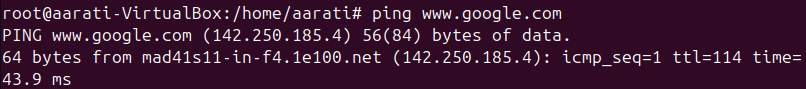 root@aarati-VirtualBox:/home/aarati# ping www.google.com
PING www.google.com (142.250.185.4) 56(84) bytes of data.
64 bytes from mad41s11-in-f4.1e100.net (142.250.185.4): icmp_seq=1 ttl=114 time=
43.9 ms